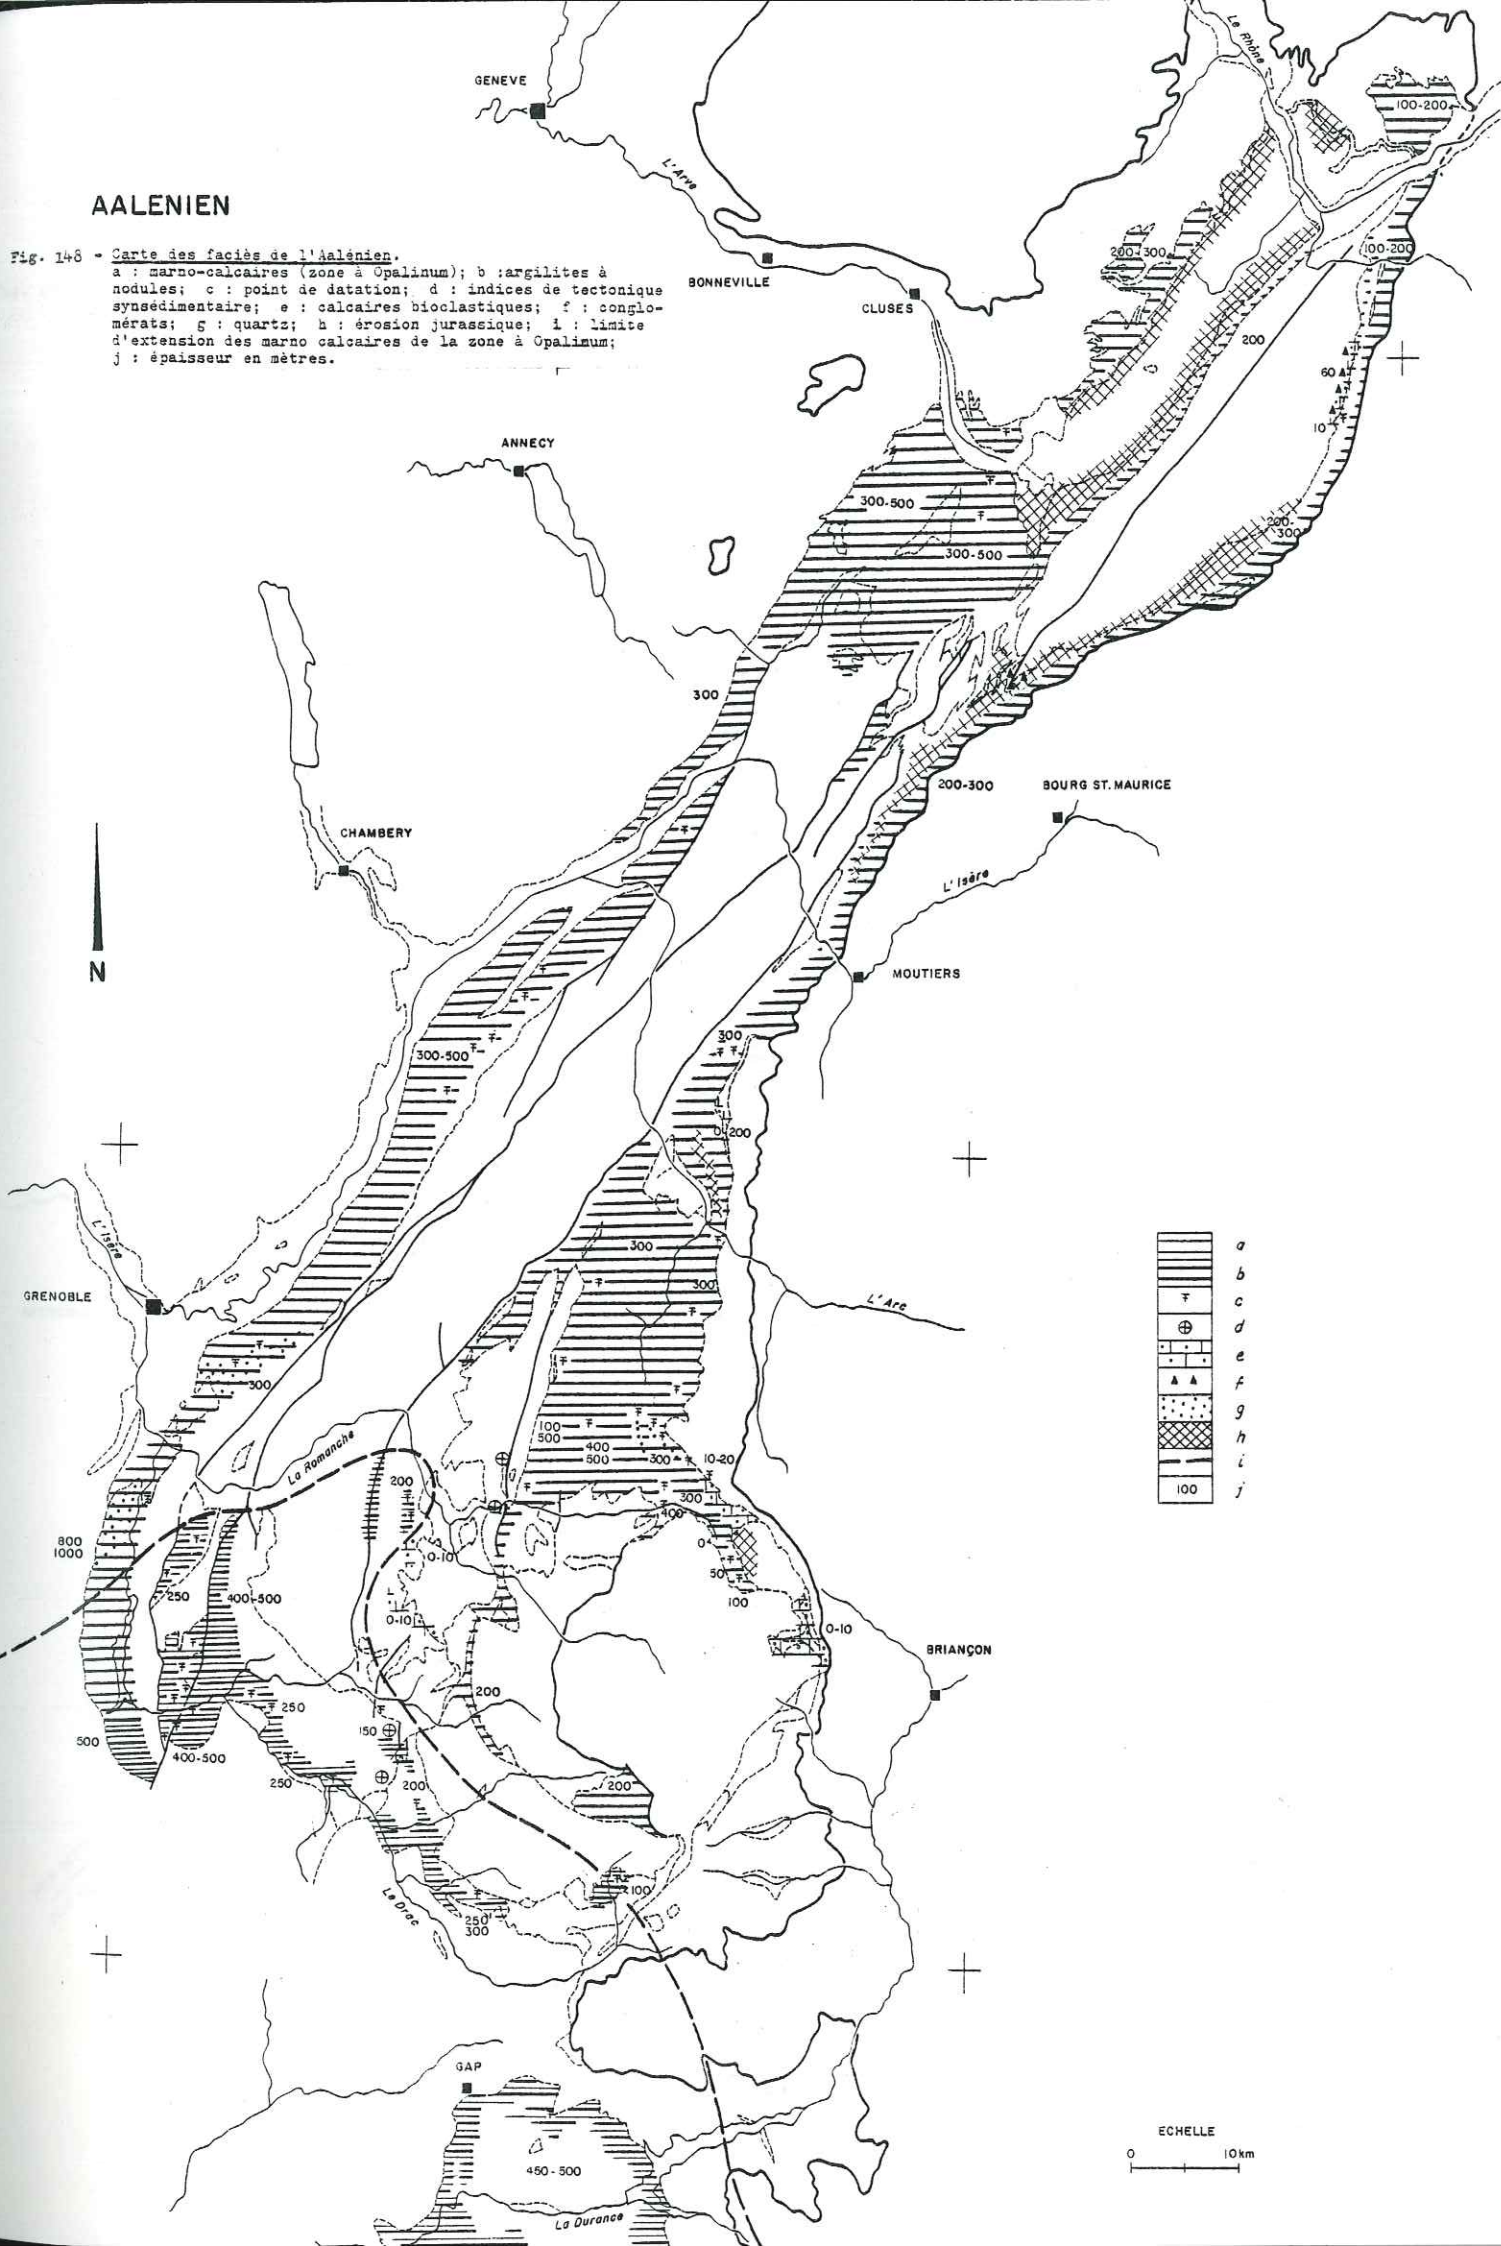 Le Rhône
GENEVE
100-200
L'Arve
AALENIEN
Fig. 148 - Carte des faciès de l'Aalénien.
a : marno-calcaires (zone à Opalinum); b :argilites à
nodules; c : point de datation; d : indices de tectonique
synsédimentaire; e : calcaires bioclastiques; f : conglo-
mérats; g : quartz; h : érosion jurassique; i : limite
d'extension des marno calcaires de la zone à Opalinum;
j : épaisseur en mètres.
200-300
100-200
BONNEVILLE
CLUSES
200
60
10
ANNECY
300-500
200-
300
300-500
300
200-300
BOURG ST. MAURICE
CHAMBERY
L'Isère
N
MOUTIERS
300
300-500
0-200
L'Isère
300
a
300
b
GRENOBLE
L'Arc
c
d
e
300
f
g
100
500
400
500
300
10-20
h
La Romanche
i
200
100
j
300
400
800
1000
0
0-10
50
250
400-500
100
0-10
0-10
BRIANÇON
200
250
150
500
400-500
250
200
200
100
Le Drac
250
300
GAP
ECHELLE
0
10km
450-500
La Durance